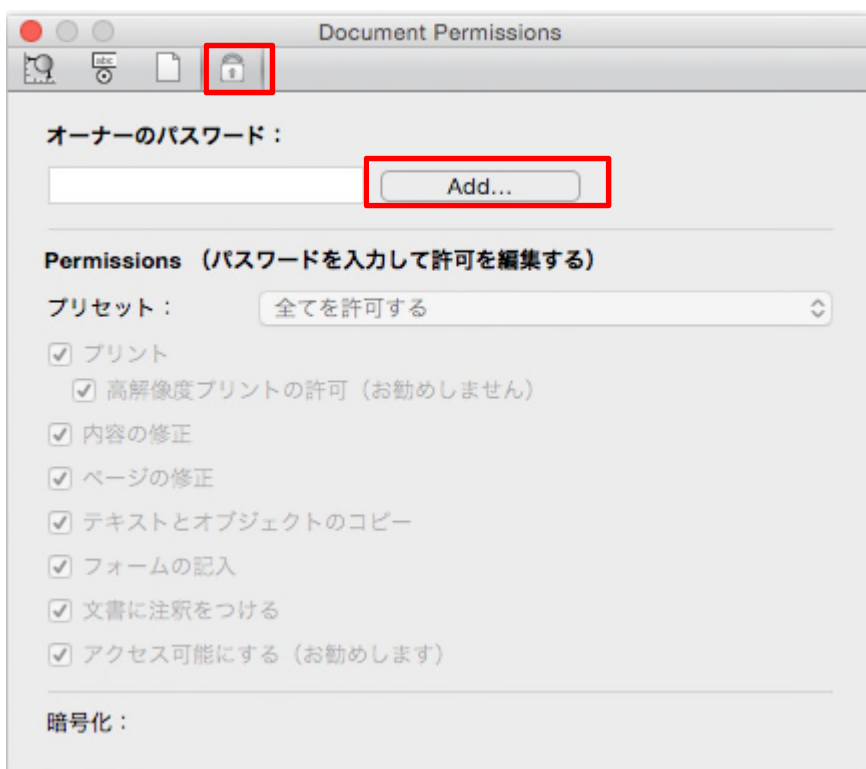 Document Permissions
abc
オーナーのパスワード：
Add...
Permissions （パスワードを入力して許可を編集する）
プリセット： 全てを許可する
プリント
高解像度プリントの許可（お勧めしません）
内容の修正
ページの修正
テキストとオブジェクトのコピー
フォームの記入
文書に注釈をつける
アクセス可能にする（お勧めします）
暗号化：